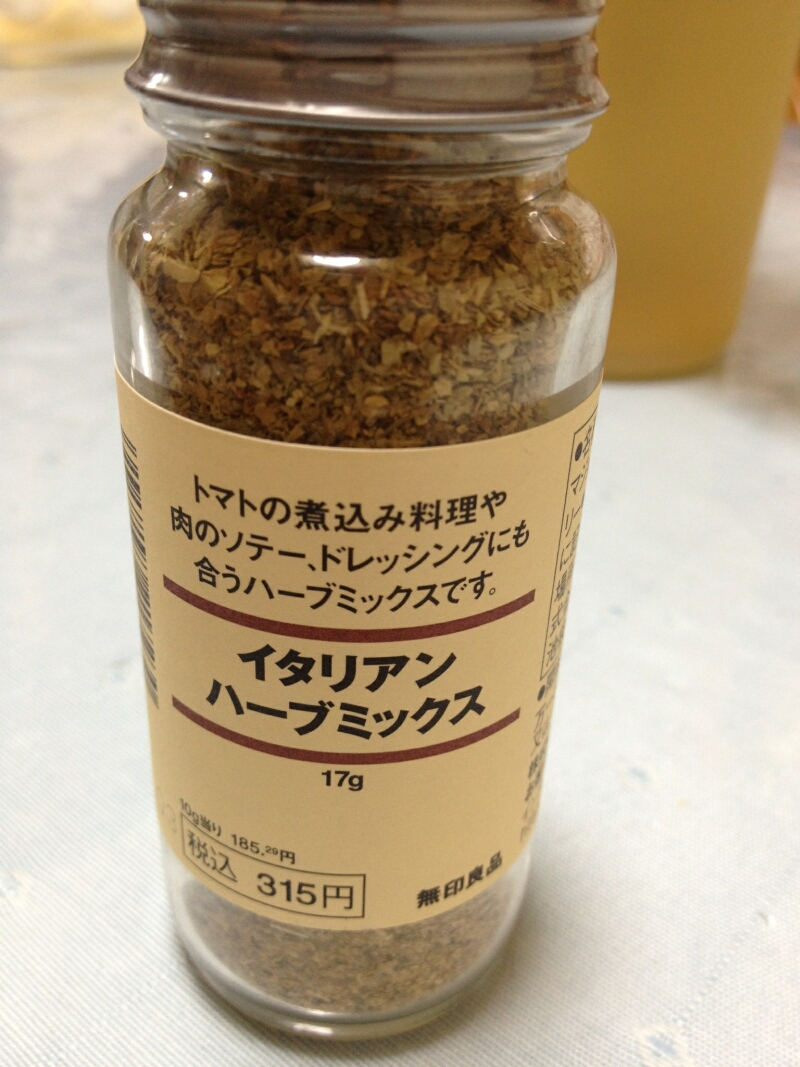 トマトの煮込み料理や
肉のソテー、ドレッシングにも
合うハーブミックスです。
イタリアン
ハーブミックス
17g
10g当り 185.29円
税込 315円
無印良品